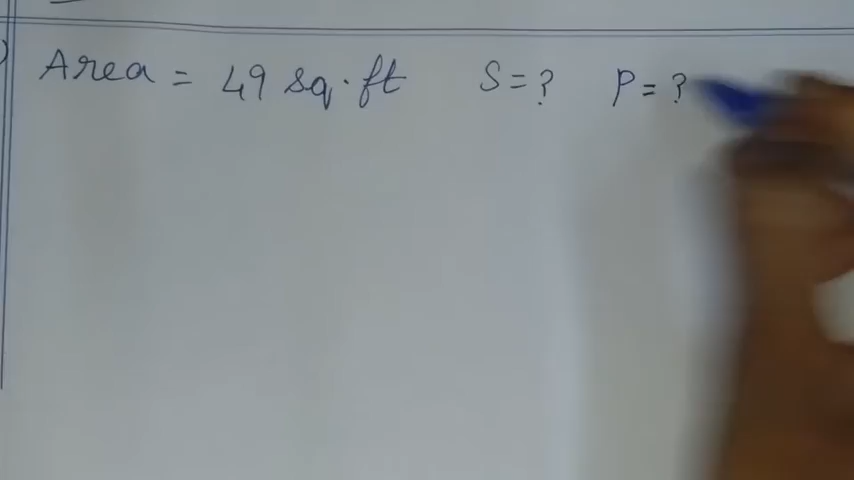 Area = 49 sq.ft S = ? P = ?